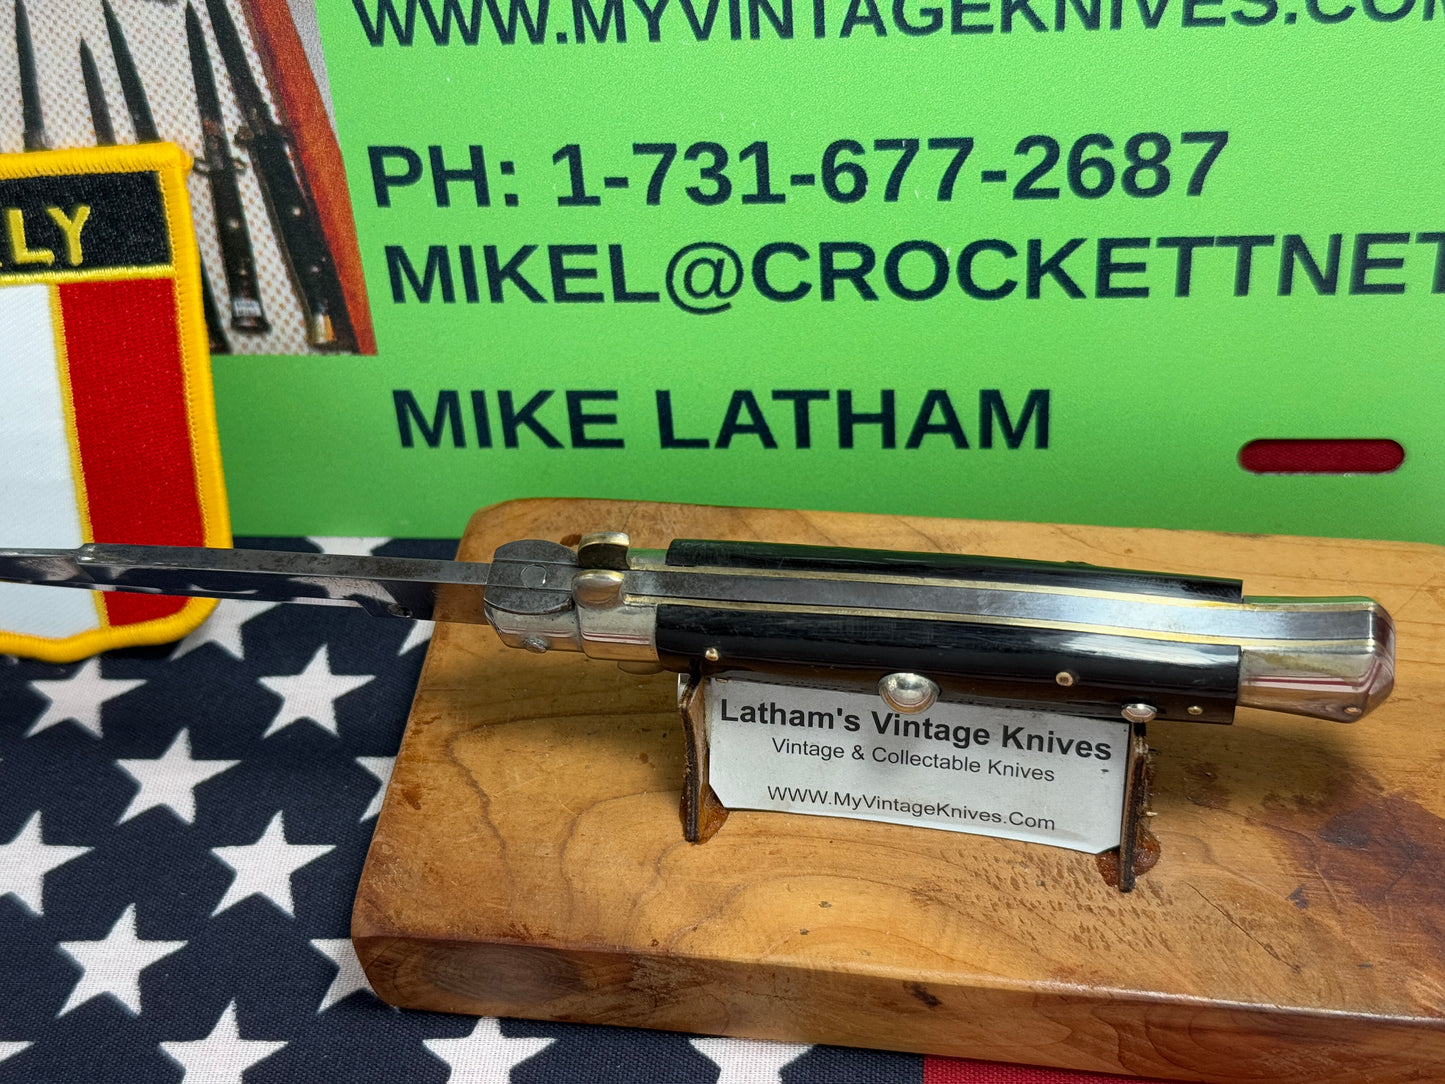 WWW.MYVINTAGEKNIVES.COM
PH: 1-731-677-2687
MIKEL@CROCKETTNET
MIKE LATHAM
LY
Latham's Vintage Knives
Vintage & Collectable Knives
WWW.MyVintageKnives.Com